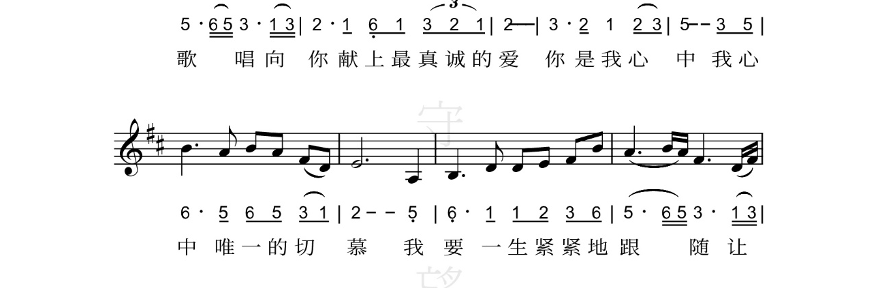 5 · 6 5 3 · 1 3 | 2 · 1 6 1 3 2 1 | 2 — | 3 · 2 1 2 3 | 5 – – 3 5 |
3
歌 唱向 你献上最真诚的爱 你是我心 中我心
守
6 · 5 6 5 3 1 | 2 – – 5 | 6 · 1 1 2 3 6 | 5 · 6 5 3 · 1 3 |
中 唯一的切 慕 我 要 一生紧紧地跟 随让
望